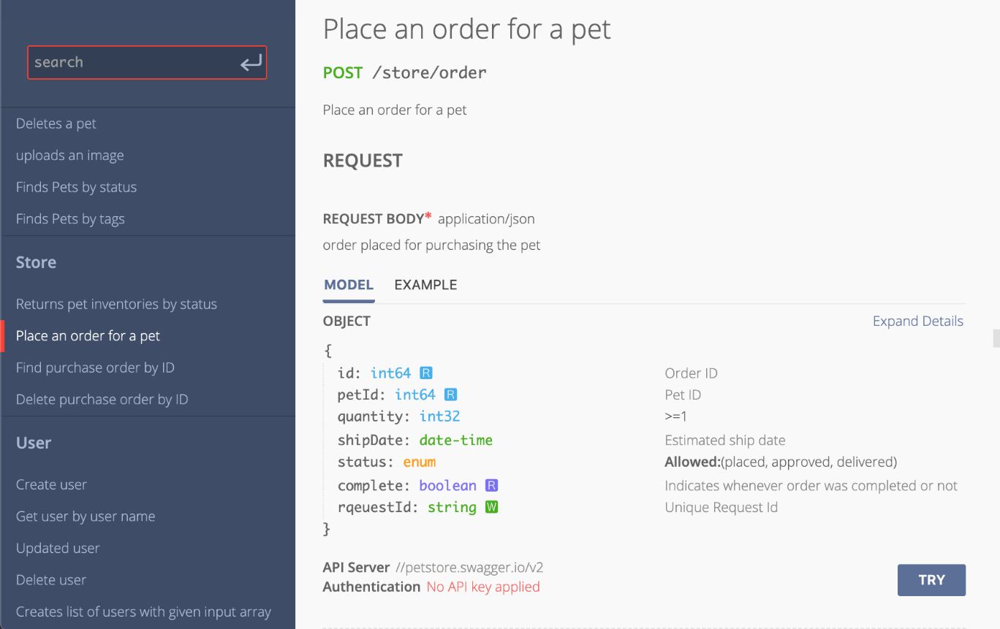 search
Deletes a pet
uploads an image
Finds Pets by status
Finds Pets by tags
Store
Returns pet inventories by status
Place an order for a pet
Find purchase order by ID
Delete purchase order by ID
User
Create user
Get user by user name
Updated user
Delete user
Creates list of users with given input array
Place an order for a pet
POST /store/order
Place an order for a pet
REQUEST
REQUEST BODY* application/json
order placed for purchasing the pet
MODEL EXAMPLE
OBJECT Expand Details
{
id: int64 R Order ID
petId: int64 R Pet ID
quantity: int32 >=1
shipDate: date-time Estimated ship date
status: enum Allowed:(placed, approved, delivered)
complete: boolean R Indicates whenever order was completed or not
rqeuestId: string W Unique Request Id
}
API Server //petstore.swagger.io/v2
Authentication No API key applied
TRY